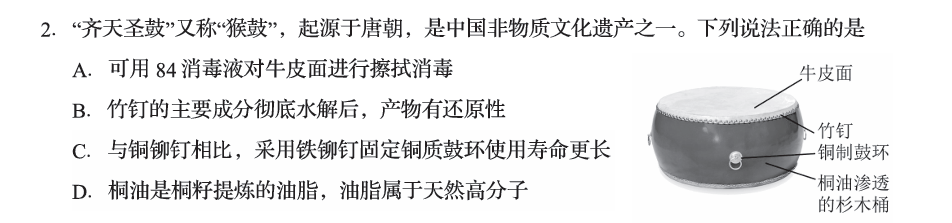 2. “齐天圣鼓”又称“猴鼓”，起源于唐朝，是中国非物质文化遗产之一。下列说法正确的是
A. 可用 84 消毒液对牛皮面进行擦拭消毒
B. 竹钉的主要成分彻底水解后，产物有还原性
C. 与铜铆钉相比，采用铁铆钉固定铜质鼓环使用寿命更长
D. 桐油是桐籽提炼的油脂，油脂属于天然高分子
牛皮面
竹钉
铜制鼓环
桐油渗透
的杉木桶